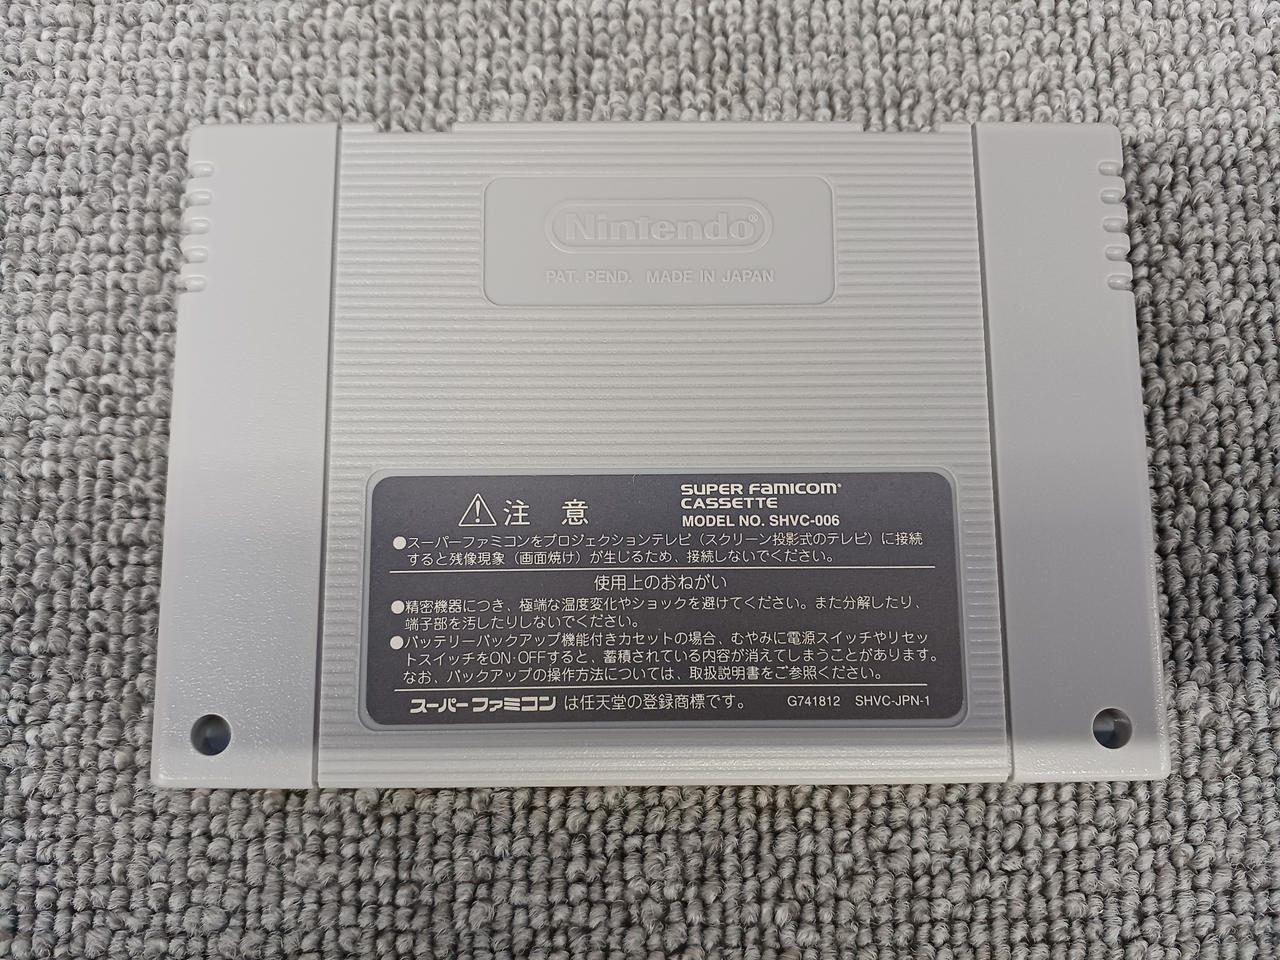 Nintendo®
PAT. PEND. MADE IN JAPAN
⚠注 意
SUPER FAMICOM®
CASSETTE
MODEL NO. SHVC-006
●スーパーファミコンをプロジェクションテレビ（スクリーン投影式のテレビ）に接続
すると残像現象（画面焼け）が生じるため、接続しないでください。
使用上のおねがい
●精密機器につき、極端な温度変化やショックを避けてください。また分解したり、
端子部を汚したりしないでください。
●バッテリーバックアップ機能付きカセットの場合、むやみに電源スイッチやリセッ
トスイッチをON・OFFすると、蓄積されている内容が消えてしまうことがあります。
なお、バックアップの操作方法については、取扱説明書をご参照ください。
スーパーファミコン は任天堂の登録商標です。 G741812 SHVC-JPN-1